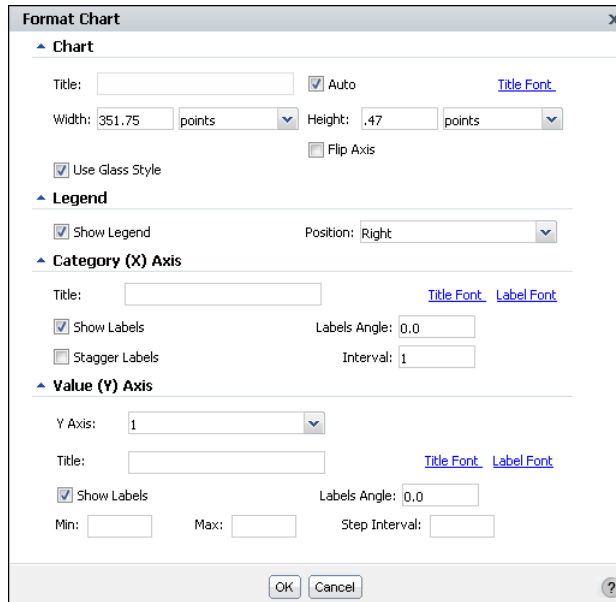 Format Chart x
Chart
Title: Auto Title Font
Width: 351.75 points Height: .47 points
Flip Axis
Use Glass Style
Legend
Show Legend Position: Right
Category (X) Axis
Title: Title Font Label Font
Show Labels Labels Angle: 0.0
Stagger Labels Interval: 1
Value (Y) Axis
Y Axis: 1
Title: Title Font Label Font
Show Labels Labels Angle: 0.0
Min: Max: Step Interval:
OK Cancel ?